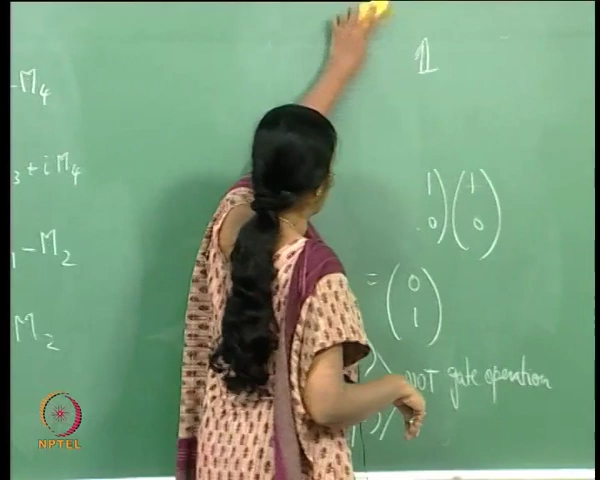 -M4
3 + i M4
1 - M2
M2
1
1) (1
0) 0)
= (0
1)
NOT gate operation
NPTEL